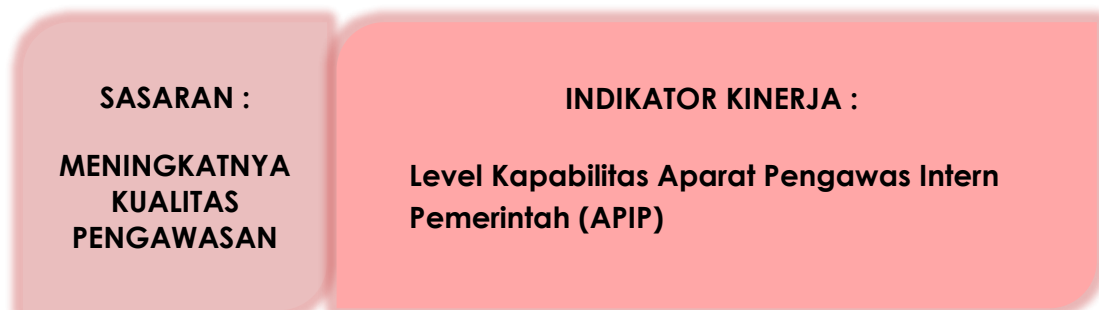 SASARAN :
MENINGKATNYA
KUALITAS
PENGAWASAN
INDIKATOR KINERJA :
Level Kapabilitas Aparat Pengawas Intern
Pemerintah (APIP)